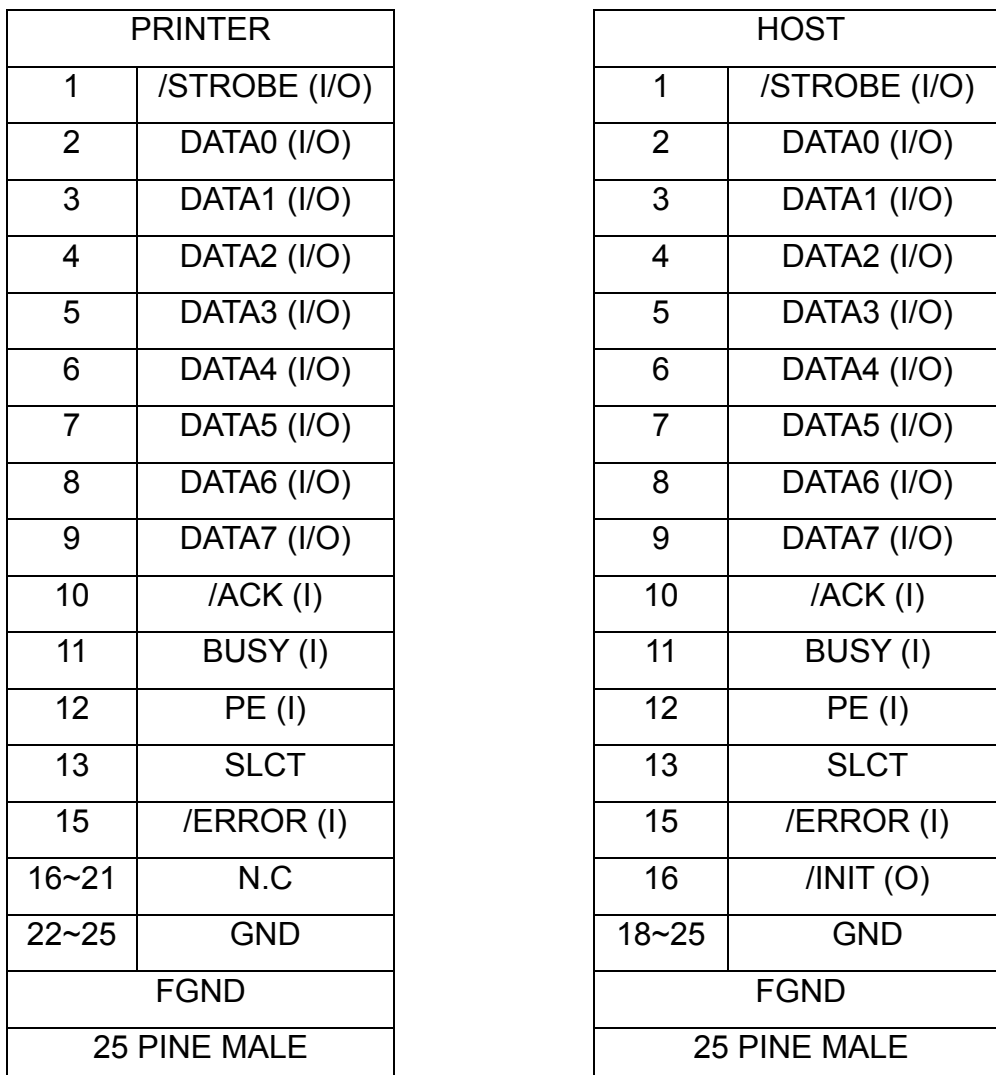 PRINTER
1 /STROBE (I/O)
2 DATA0 (I/O)
3 DATA1 (I/O)
4 DATA2 (I/O)
5 DATA3 (I/O)
6 DATA4 (I/O)
7 DATA5 (I/O)
8 DATA6 (I/O)
9 DATA7 (I/O)
10 /ACK (I)
11 BUSY (I)
12 PE (I)
13 SLCT
15 /ERROR (I)
16~21 N.C
22~25 GND
FGND
25 PINE MALE
HOST
1 /STROBE (I/O)
2 DATA0 (I/O)
3 DATA1 (I/O)
4 DATA2 (I/O)
5 DATA3 (I/O)
6 DATA4 (I/O)
7 DATA5 (I/O)
8 DATA6 (I/O)
9 DATA7 (I/O)
10 /ACK (I)
11 BUSY (I)
12 PE (I)
13 SLCT
15 /ERROR (I)
16 /INIT (O)
18~25 GND
FGND
25 PINE MALE